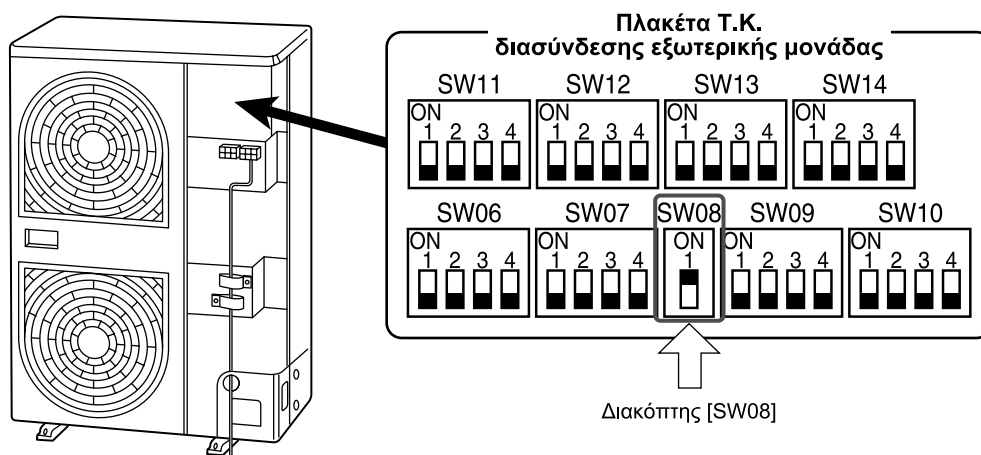 Πλακέτα Τ.Κ.
διασύνδεσης εξωτερικής μονάδας
SW11 SW12 SW13 SW14
ON ON ON ON
1 2 3 4 1 2 3 4 1 2 3 4 1 2 3 4
SW06 SW07 SW08 SW09 SW10
ON ON ON ON ON
1 2 3 4 1 2 3 4 1 1 2 3 4 1 2 3 4
Διακόπτης [SW08]